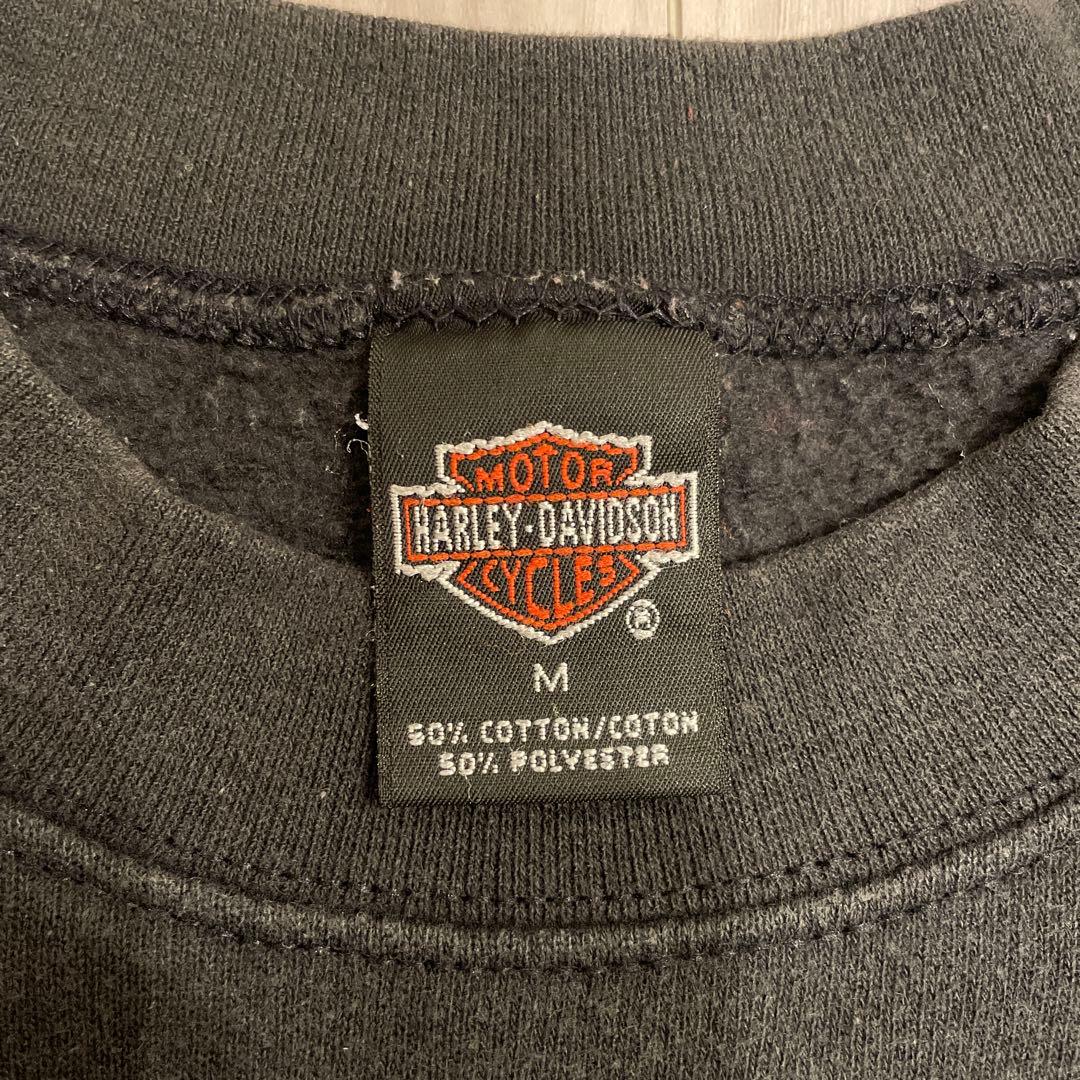 MOTOR
HARLEY-DAVIDSON
CYCLES
®
M
50% COTTON/COTON
50% POLYESTER